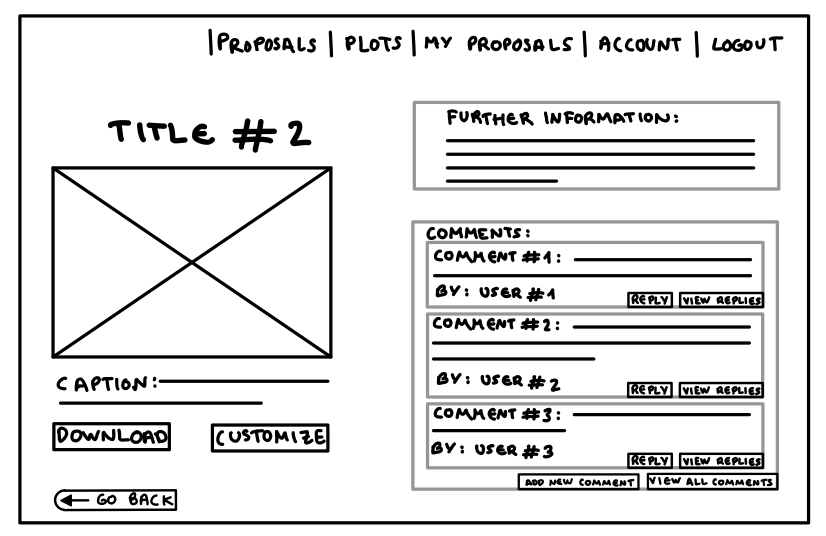 |PROPOSALS | PLOTS | MY PROPOSALS | ACCOUNT | LOGOUT
TITLE #2
CAPTION:
DOWNLOAD CUSTOMIZE
← GO BACK
FURTHER INFORMATION:
COMMENTS:
COMMENT #1:
BY: USER #1
REPLY VIEW REPLIES
COMMENT #2:
BY: USER #2
REPLY VIEW REPLIES
COMMENT #3:
BY: USER #3
REPLY VIEW REPLIES
ADD NEW COMMENT VIEW ALL COMMENTS